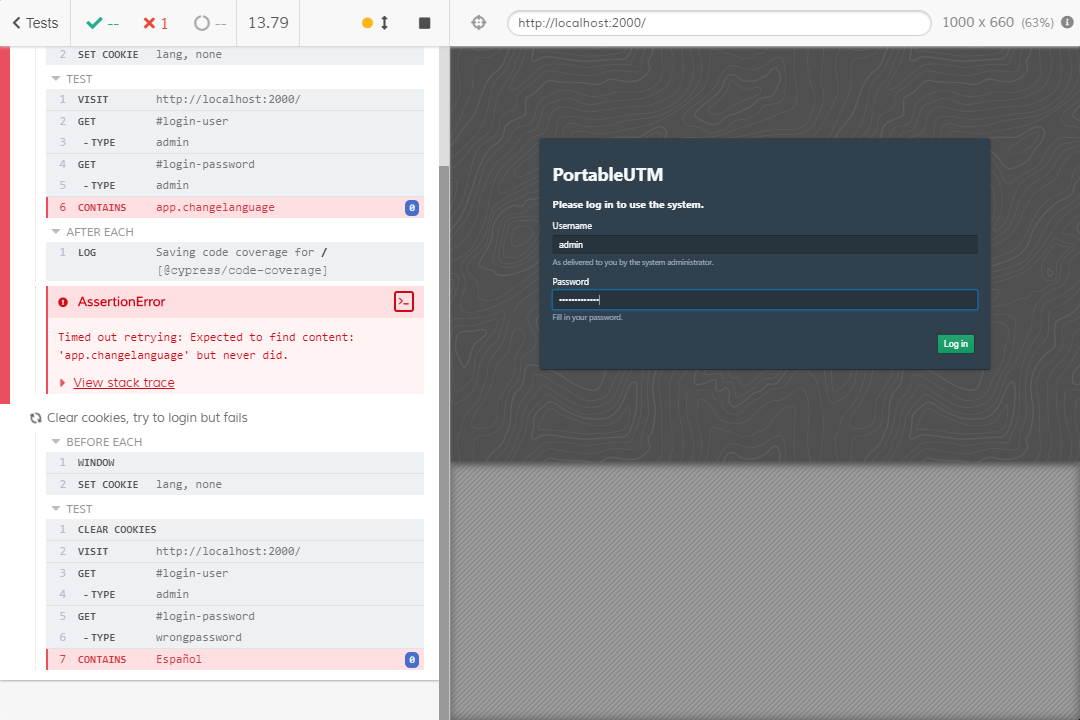 Tests
--
1
--
13.79
http://localhost:2000/
1000 x 660 (63%)
2 SET COOKIE lang, none
TEST
1 VISIT http://localhost:2000/
2 GET #login-user
3 -TYPE admin
4 GET #login-password
5 -TYPE admin
6 CONTAINS app.changelanguage 0
AFTER EACH
1 LOG Saving code coverage for /
[@cypress/code-coverage]
AssertionError
Timed out retrying: Expected to find content:
'app.changelanguage' but never did.
View stack trace
Clear cookies, try to login but fails
BEFORE EACH
1 WINDOW
2 SET COOKIE lang, none
TEST
1 CLEAR COOKIES
2 VISIT http://localhost:2000/
3 GET #login-user
4 -TYPE admin
5 GET #login-password
6 -TYPE wrongpassword
7 CONTAINS Español 0
PortableUTM
Please log in to use the system.
Username
admin
As delivered to you by the system administrator.
Password
Fill in your password.
Log in